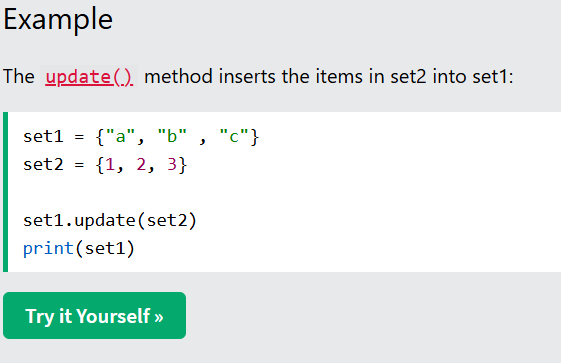 Example
The update() method inserts the items in set2 into set1:
set1 = {"a", "b" , "c"}
set2 = {1, 2, 3}
set1.update(set2)
print(set1)
Try it Yourself »